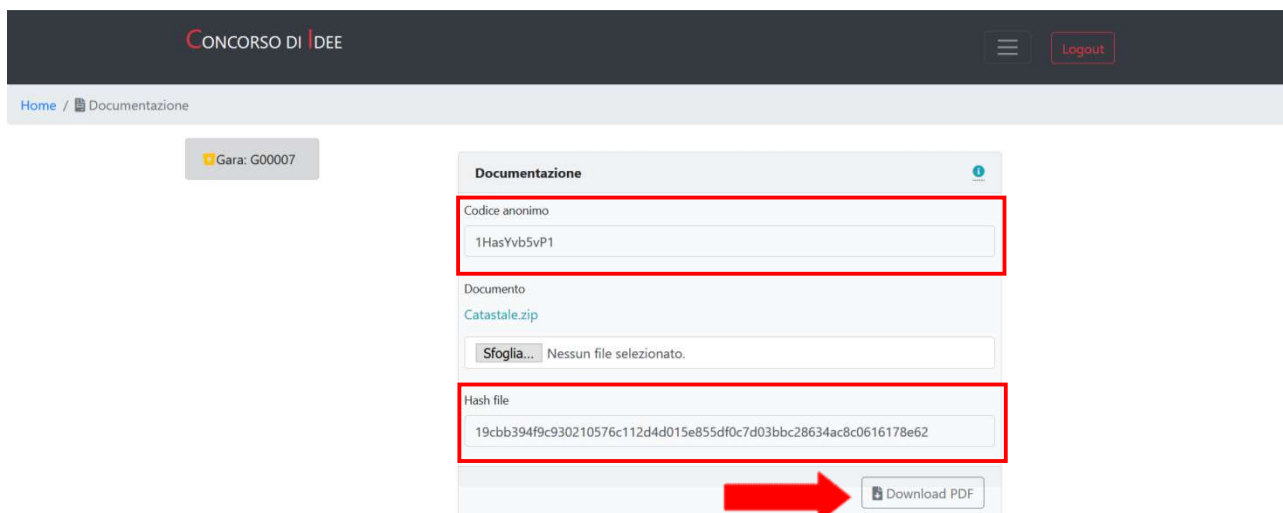 CONCORSO DI IDEE
Logout
Home / Documentazione
Gara: G00007
Documentazione
Codice anonimo
1HasYvb5vP1
Documento
Catastale.zip
Sfoglia... Nessun file selezionato.
Hash file
19cbb394f9c930210576c112d4d015e855df0c7d03bbc28634ac8c0616178e62
Download PDF